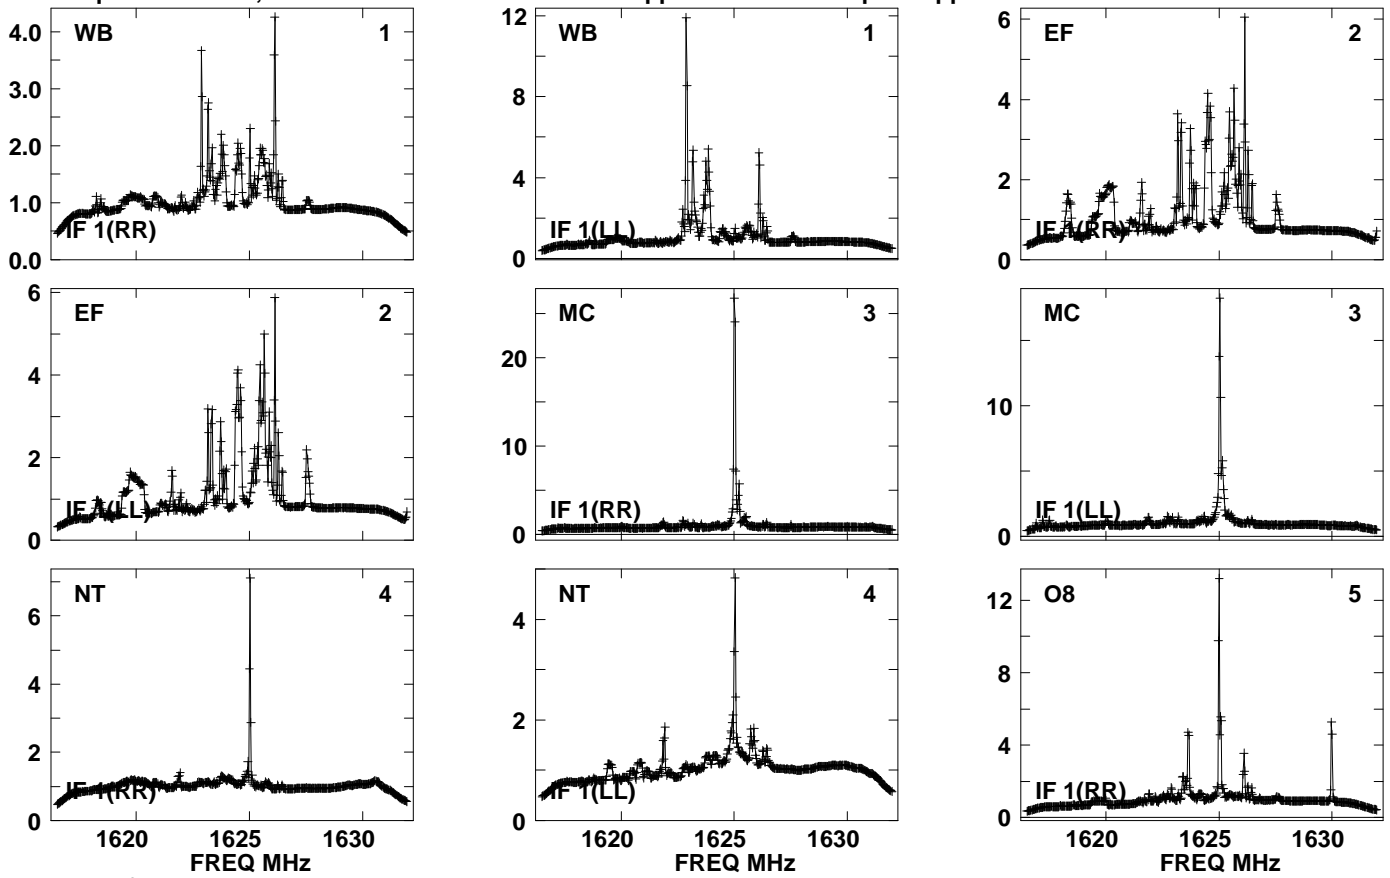 WB 1
4.0
3.0
2.0
1.0
0.0
IF 1(RR)
WB 1
12
8
4
0
IF 1(LL)
EF 2
6
4
2
0
IF 1(RR)
EF 2
6
4
2
0
IF 1(LL)
MC 3
20
10
0
IF 1(RR)
MC 3
10
0
IF 1(LL)
NT 4
6
4
2
0
IF 1(RR)
1620 1625 1630
FREQ MHz
NT 4
4
2
0
IF 1(LL)
1620 1625 1630
FREQ MHz
O8 5
12
8
4
0
IF 1(RR)
1620 1625 1630
FREQ MHz